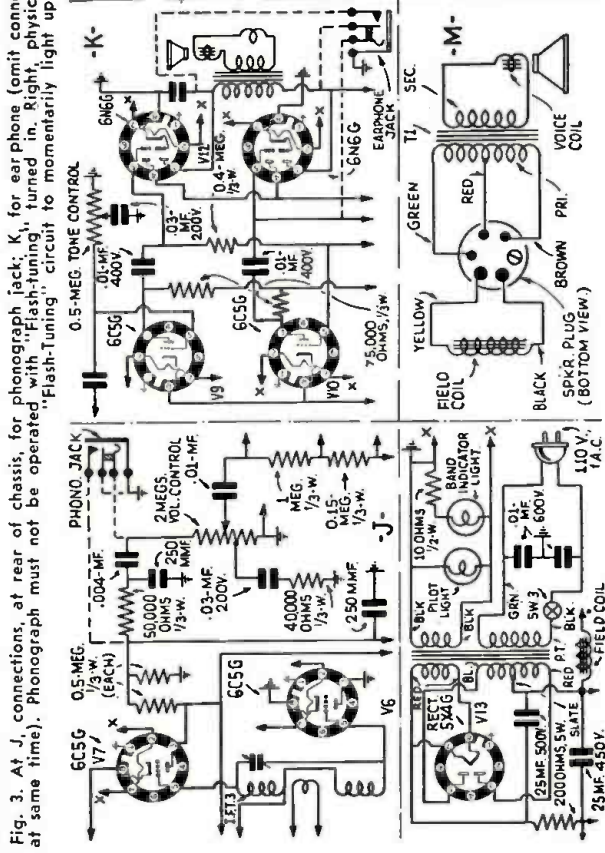 Fig. 3. At J, connections, at rear of chassis, for phonograph jack; K, for ear phone (omit conn
at same time). Phonograph must not be operated with "Flash-tuning" turned in. Right, physic
"Flash-Tuning" circuit to momentarily light up
6C5G
V7
X
0.5-MEG.
1/3-W.
(EACH)
50,000
OHMS
1/3-W.
.004-MF.
250
MMF.
PHONO. JACK
2 MEGS.
VOL. CONTROL
.01-MF.
.03-MF.
200V.
40,000
OHMS
1/3-W.
1
MEG.
1/3-W.
0.15-
MEG.
1/3-W.
250 MMF.
-J-
I.F.T.3
6C5G
V6
X
0.5-MEG. TONE CONTROL
6C5G
V9
.01-MF.
400V.
.03-
MF.
200V.
6N6G
V12
0.4-MEG.
1/3-W.
X
-K-
V10
X
6C5G
.01-
MF.
400V.
75,000
OHMS, 1/3W.
6N6G
X
EARPHONE
JACK
RED
RECT.
5X4G
V13
BL.
BLK
PILOT
LIGHT
10 OHMS
1/2-W.
BAND
INDICATOR
LIGHT
X
BLK
GRN.
.01-
MF.
600V.
110 V.,
A.C.
SW.3
P.T.
BLK.
RED
FIELD COIL
25 MF. 500V.
2000 OHMS, 5W.
SLATE
25 MF. 450V.
YELLOW
FIELD
COIL
BLACK
GREEN
RED
BROWN
SPKR. PLUG
(BOTTOM VIEW.)
T1
PRI.
SEC.
VOICE
COIL
-M-